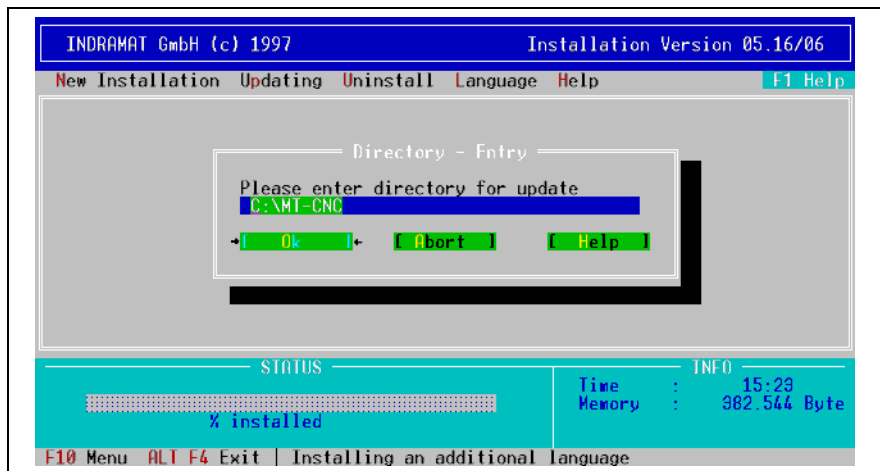 INDRAMAT GmbH (c) 1997 Installation Version 05.16/06
New Installation Updating Uninstall Language Help F1 Help
Directory - Entry
Please enter directory for update
C:\MT-CNC
[ Ok ] [ Abort ] [ Help ]
STATUS INFO
Time : 15:29
Memory : 382.544 Byte
% installed
F10 Menu ALT F4 Exit | Installing an additional language